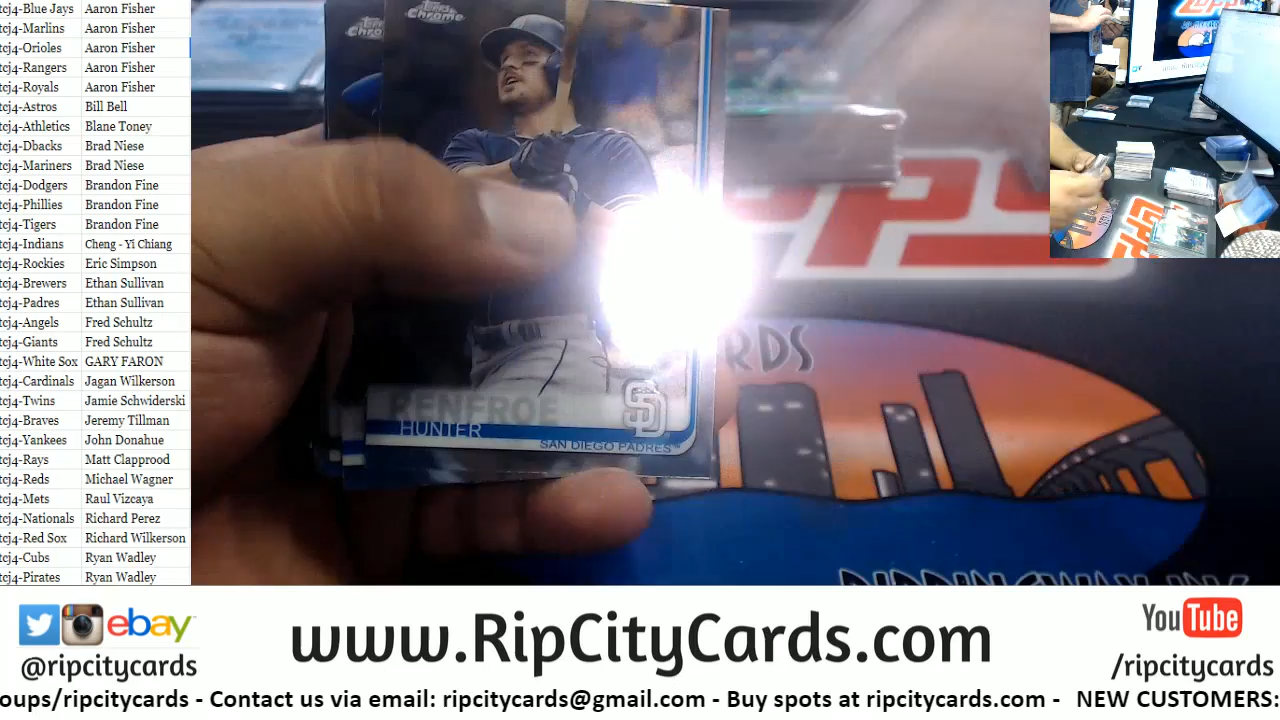 tcj4-Blue Jays Aaron Fisher
tcj4-Marlins Aaron Fisher
tcj4-Orioles Aaron Fisher
tcj4-Rangers Aaron Fisher
tcj4-Royals Aaron Fisher
tcj4-Astros Bill Bell
tcj4-Athletics Blane Toney
tcj4-Dbacks Brad Niese
tcj4-Mariners Brad Niese
tcj4-Dodgers Brandon Fine
tcj4-Phillies Brandon Fine
tcj4-Tigers Brandon Fine
tcj4-Indians Cheng - Yi Chiang
tcj4-Rockies Eric Simpson
tcj4-Brewers Ethan Sullivan
tcj4-Padres Ethan Sullivan
tcj4-Angels Fred Schultz
tcj4-Giants Fred Schultz
tcj4-White Sox GARY FARON
tcj4-Cardinals Jagan Wilkerson
tcj4-Twins Jamie Schwiderski
tcj4-Braves Jeremy Tillman
tcj4-Yankees John Donahue
tcj4-Rays Matt Clapprood
tcj4-Reds Michael Wagner
tcj4-Mets Raul Vizcaya
tcj4-Nationals Richard Perez
tcj4-Red Sox Richard Wilkerson
tcj4-Cubs Ryan Wadley
tcj4-Pirates Ryan Wadley
Topps Chrome
RENFROE
HUNTER
SAN DIEGO PADRES
SD
ebay
@ripcitycards
www.RipCityCards.com
YouTube
/ripcitycards
oups/ripcitycards - Contact us via email: ripcitycards@gmail.com - Buy spots at ripcitycards.com - NEW CUSTOMERS: